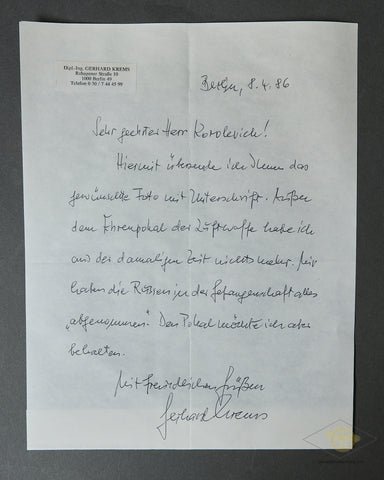 Dipl.-Ing. GERHARD KREMS
Rahnsdorfer Straße 10
1000 Berlin 49
Telefon 0 30 / 7 44 45 99
Berlin, 8.4.86
Sehr geehrter Herr Korolevich!
Hiermit übersende ich Ihnen das
gewünschte Foto mit Unterschrift. Außer
dem Ehrenpokal der Luftwaffe habe ich
aus der damaligen Zeit nichts mehr. Mir
haben die Russen in der Gefangenschaft alles
„abgenommen“. Den Pokal möchte ich aber
behalten.
Mit freundlichen Grüßen
Gerhard Krems